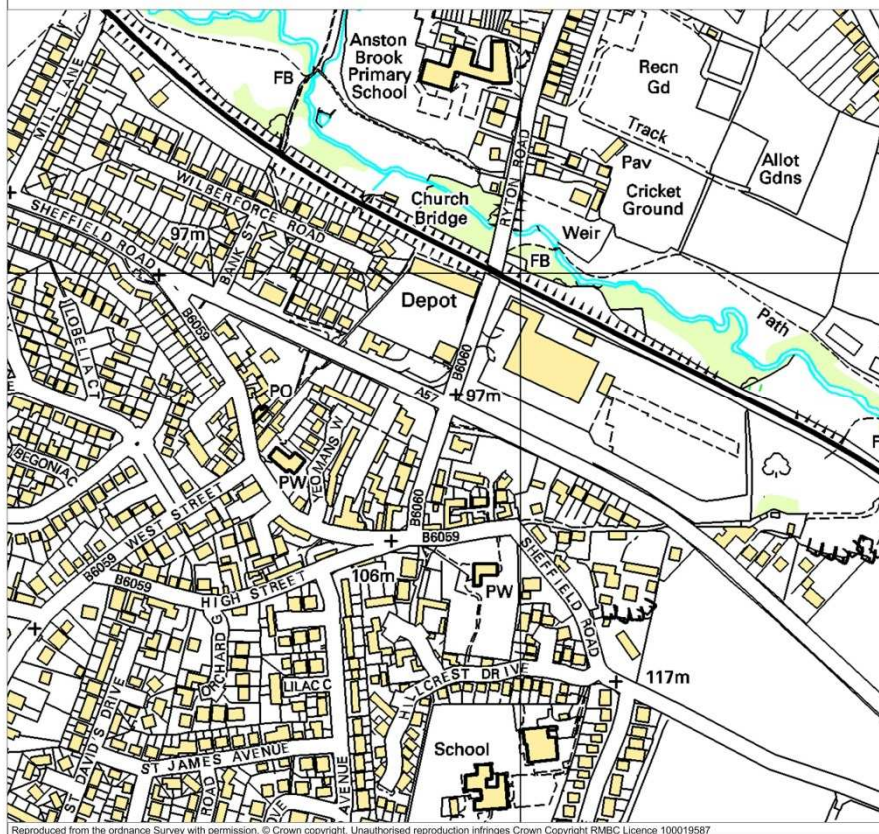 Anston
Brook
Primary
School
FB
Recn
Gd
MILL LANE
Track
RYTON ROAD
Pav
Allot
Gdns
WILBERFORCE ROAD
Church
Bridge
Cricket
Ground
SHEFFIELD ROAD
97m
BANK S
Weir
FB
Depot
Path
B6059
LOBELIA CT
B6060
A57
97m
PO
YEOMANS W
BEGONIA C
PW
B6060
WEST STREET
B6059
B6059
106m
B6059
HIGH STREET
PW
SHEFFIELD ROAD
ORCHARD G
LILAC C
HILLCREST DRIVE
117m
ST DAVID'S DRIVE
School
ST JAMES AVENUE
ROAD
AVENUE
Reproduced from the ordnance Survey with permission. © Crown copyright. Unauthorised reproduction infringes Crown Copyright RMBC Licence 100019587